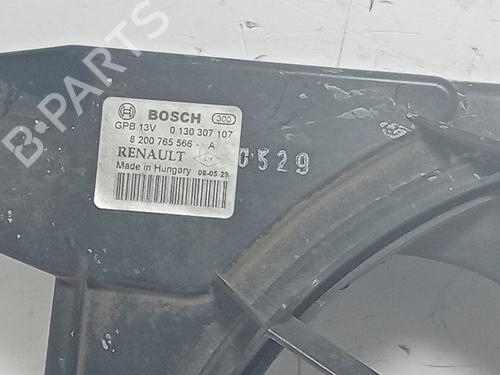 B-PARTS
BOSCH 300
GPB 13V 0 130 307 107
8 200 765 566 A
RENAULT
Made in Hungary 08-05-29
0529